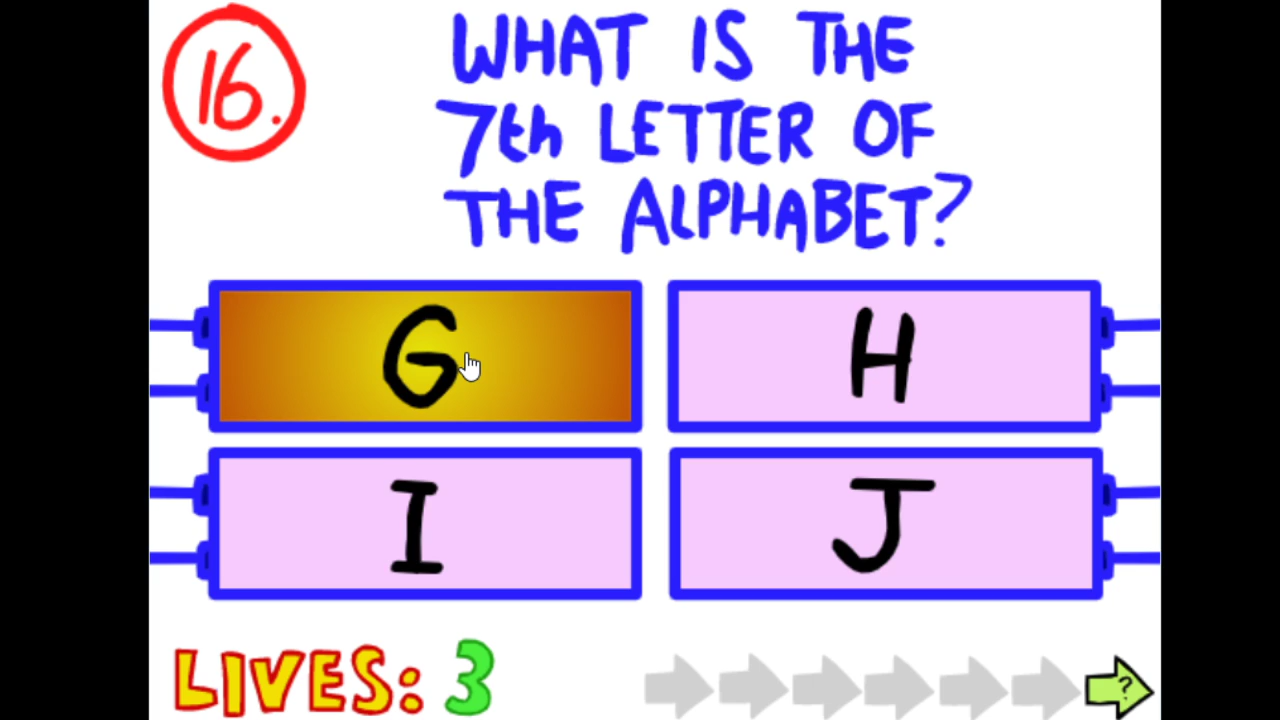 16.
WHAT IS THE
7th LETTER OF
THE ALPHABET?
G
H
I
J
LIVES: 3
?